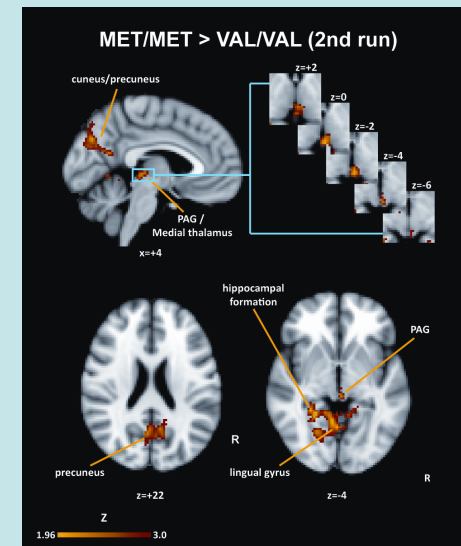 MET/MET > VAL/VAL (2nd run)
cuneus/precuneus
z=+2
z=0
z=-2
z=-4
z=-6
PAG /
Medial thalamus
x=+4
hippocampal
formation
PAG
R
precuneus
lingual gyrus
R
z=+22
z=-4
Z
1.96
3.0